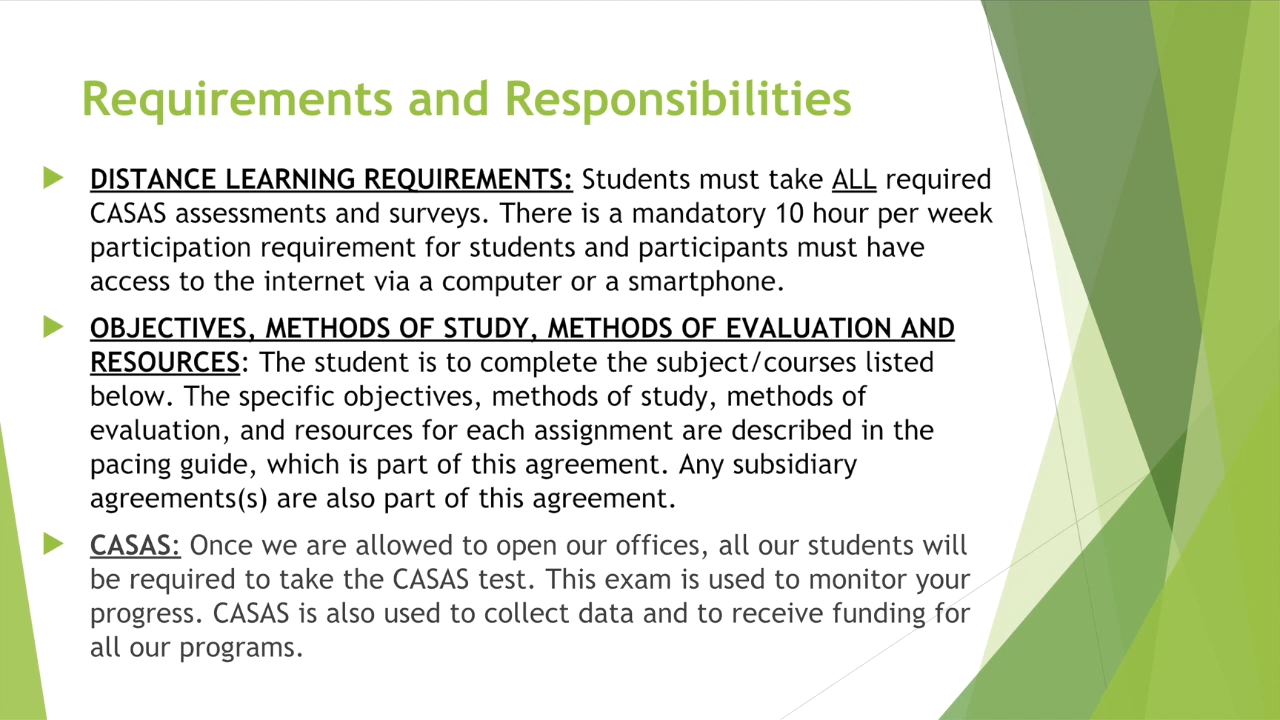 Requirements and Responsibilities
DISTANCE LEARNING REQUIREMENTS: Students must take ALL required
CASAS assessments and surveys. There is a mandatory 10 hour per week
participation requirement for students and participants must have
access to the internet via a computer or a smartphone.
OBJECTIVES, METHODS OF STUDY, METHODS OF EVALUATION AND
RESOURCES: The student is to complete the subject/courses listed
below. The specific objectives, methods of study, methods of
evaluation, and resources for each assignment are described in the
pacing guide, which is part of this agreement. Any subsidiary
agreements(s) are also part of this agreement.
CASAS: Once we are allowed to open our offices, all our students will
be required to take the CASAS test. This exam is used to monitor your
progress. CASAS is also used to collect data and to receive funding for
all our programs.